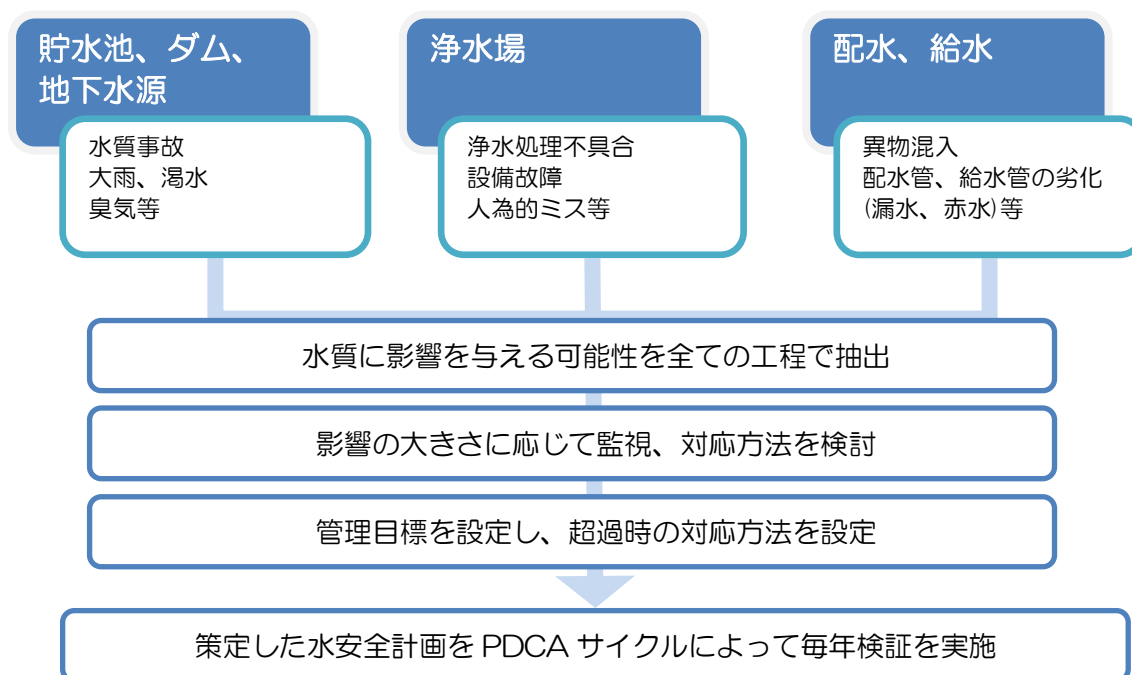 貯水池、ダム、
地下水源
水質事故
大雨、渇水
臭気等
浄水場
浄水処理不具合
設備故障
人為的ミス等
配水、給水
異物混入
配水管、給水管の劣化
(漏水、赤水)等
水質に影響を与える可能性を全ての工程で抽出
影響の大きさに応じて監視、対応方法を検討
管理目標を設定し、超過時の対応方法を設定
策定した水安全計画を PDCA サイクルによって毎年検証を実施